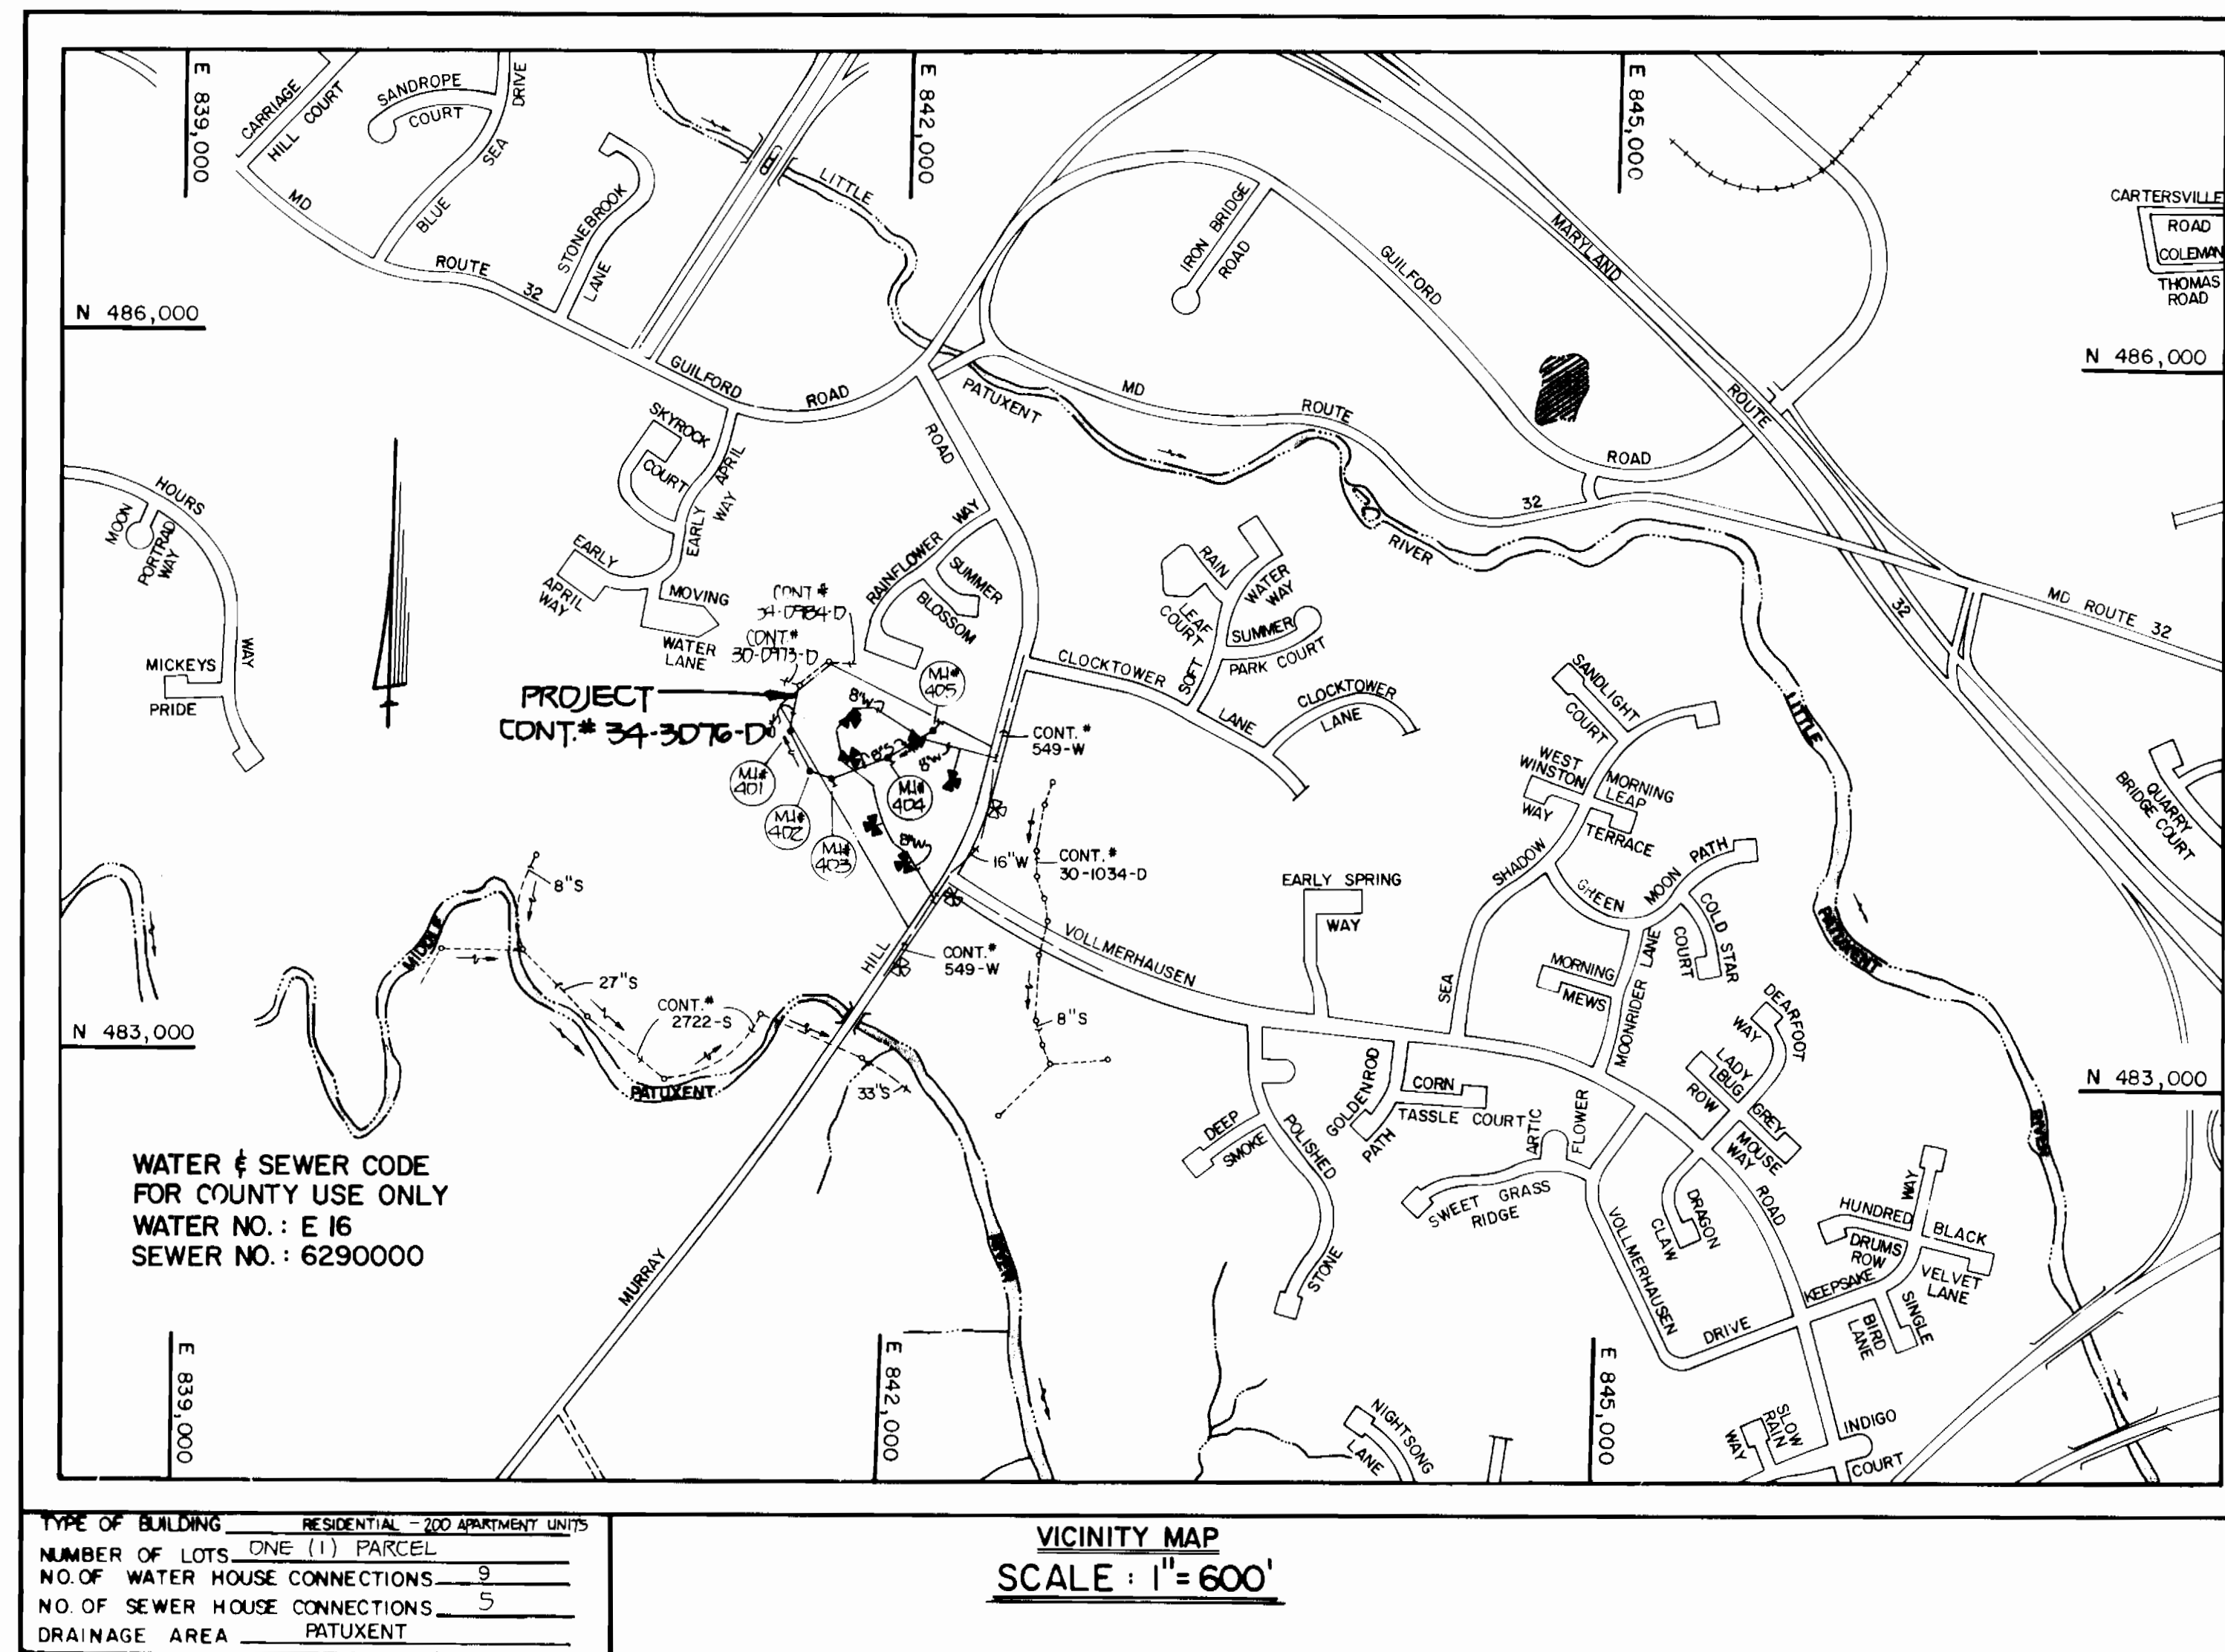 E 839,000
E 842,000
E 845,000
CARRIAGE
HILL COURT
SANDROPE
COURT
BLUE SEA DRIVE
STONEBROOK
LANE
LITTLE
PATUXENT
RIVER
MD ROUTE 32
GUILFORD ROAD
IRON BRIDGE
ROAD
GUILFORD
ROAD
MARYLAND
ROUTE
32
CARTERSVILLE
ROAD
COLEMAN
THOMAS
ROAD
N 486,000
N 486,000
MD ROUTE 32
MD ROUTE 32
SKYROCK
COURT
EARLY APRIL
WAY
EARLY
APRIL
WAY
MOVING
WATER
LANE
HOURS
WAY
MOON
PORTRAD
WAY
MICKEYS
PRIDE
ROAD
RAINFLOWER WAY
SUMMER
BLOSSOM
RAIN
LEAF
COURT
WATER
WAY
SOFT
SUMMER
PARK COURT
CLOCKTOWER
LANE
CLOCKTOWER
LANE
CONT.#
34-0984-D
CONT.#
30-0973-D
PROJECT
CONT.# 34-3076-D
MH#
401
MH#
402
MH#
403
MH#
404
MH#
405
8"W
8"S
8"W
8"W
CONT.#
549-W
16"W
CONT.#
30-1034-D
CONT.#
549-W
8"S
SANDLIGHT
COURT
WEST
WINSTON
WAY
MORNING
LEAP
TERRACE
SHADOW
SEA
GREEN MOON PATH
COLD STAR
COURT
MORNING
MEWS
MOONRIDER LANE
EARLY SPRING
WAY
LITTLE
PATUXENT
RIVER
QUARRY
BRIDGE COURT
8"S
MIDDLE
PATUXENT
RIVER
27"S
CONT.#
2722-S
33"S
HILL
MURRAY
VOLLMERHAUSEN
ROAD
N 483,000
N 483,000
DEARFOOT
WAY
LADY
BUG
ROW
GREY
MOUSE
WAY
GOLDENROD
PATH
CORN
TASSLE COURT
DEEP
SMOKE
POLISHED
STONE
ARTIC
FLOWER
SWEET GRASS
RIDGE
DRAGON
CLAW
VOLLMERHAUSEN
DRIVE
HUNDRED
DRUMS
ROW
WAY
BLACK
VELVET
LANE
KEEPSAKE
SINGLE
BIRD
LANE
NIGHTSONG
LANE
SLOW
RAIN
WAY
INDIGO
COURT
WATER & SEWER CODE
FOR COUNTY USE ONLY
WATER NO.: E 16
SEWER NO.: 6290000
E 839,000
E 842,000
E 845,000
TYPE OF BUILDING RESIDENTIAL - 200 APARTMENT UNITS
NUMBER OF LOTS ONE (1) PARCEL
NO. OF WATER HOUSE CONNECTIONS 9
NO. OF SEWER HOUSE CONNECTIONS 5
DRAINAGE AREA PATUXENT
VICINITY MAP
SCALE : 1"=600'